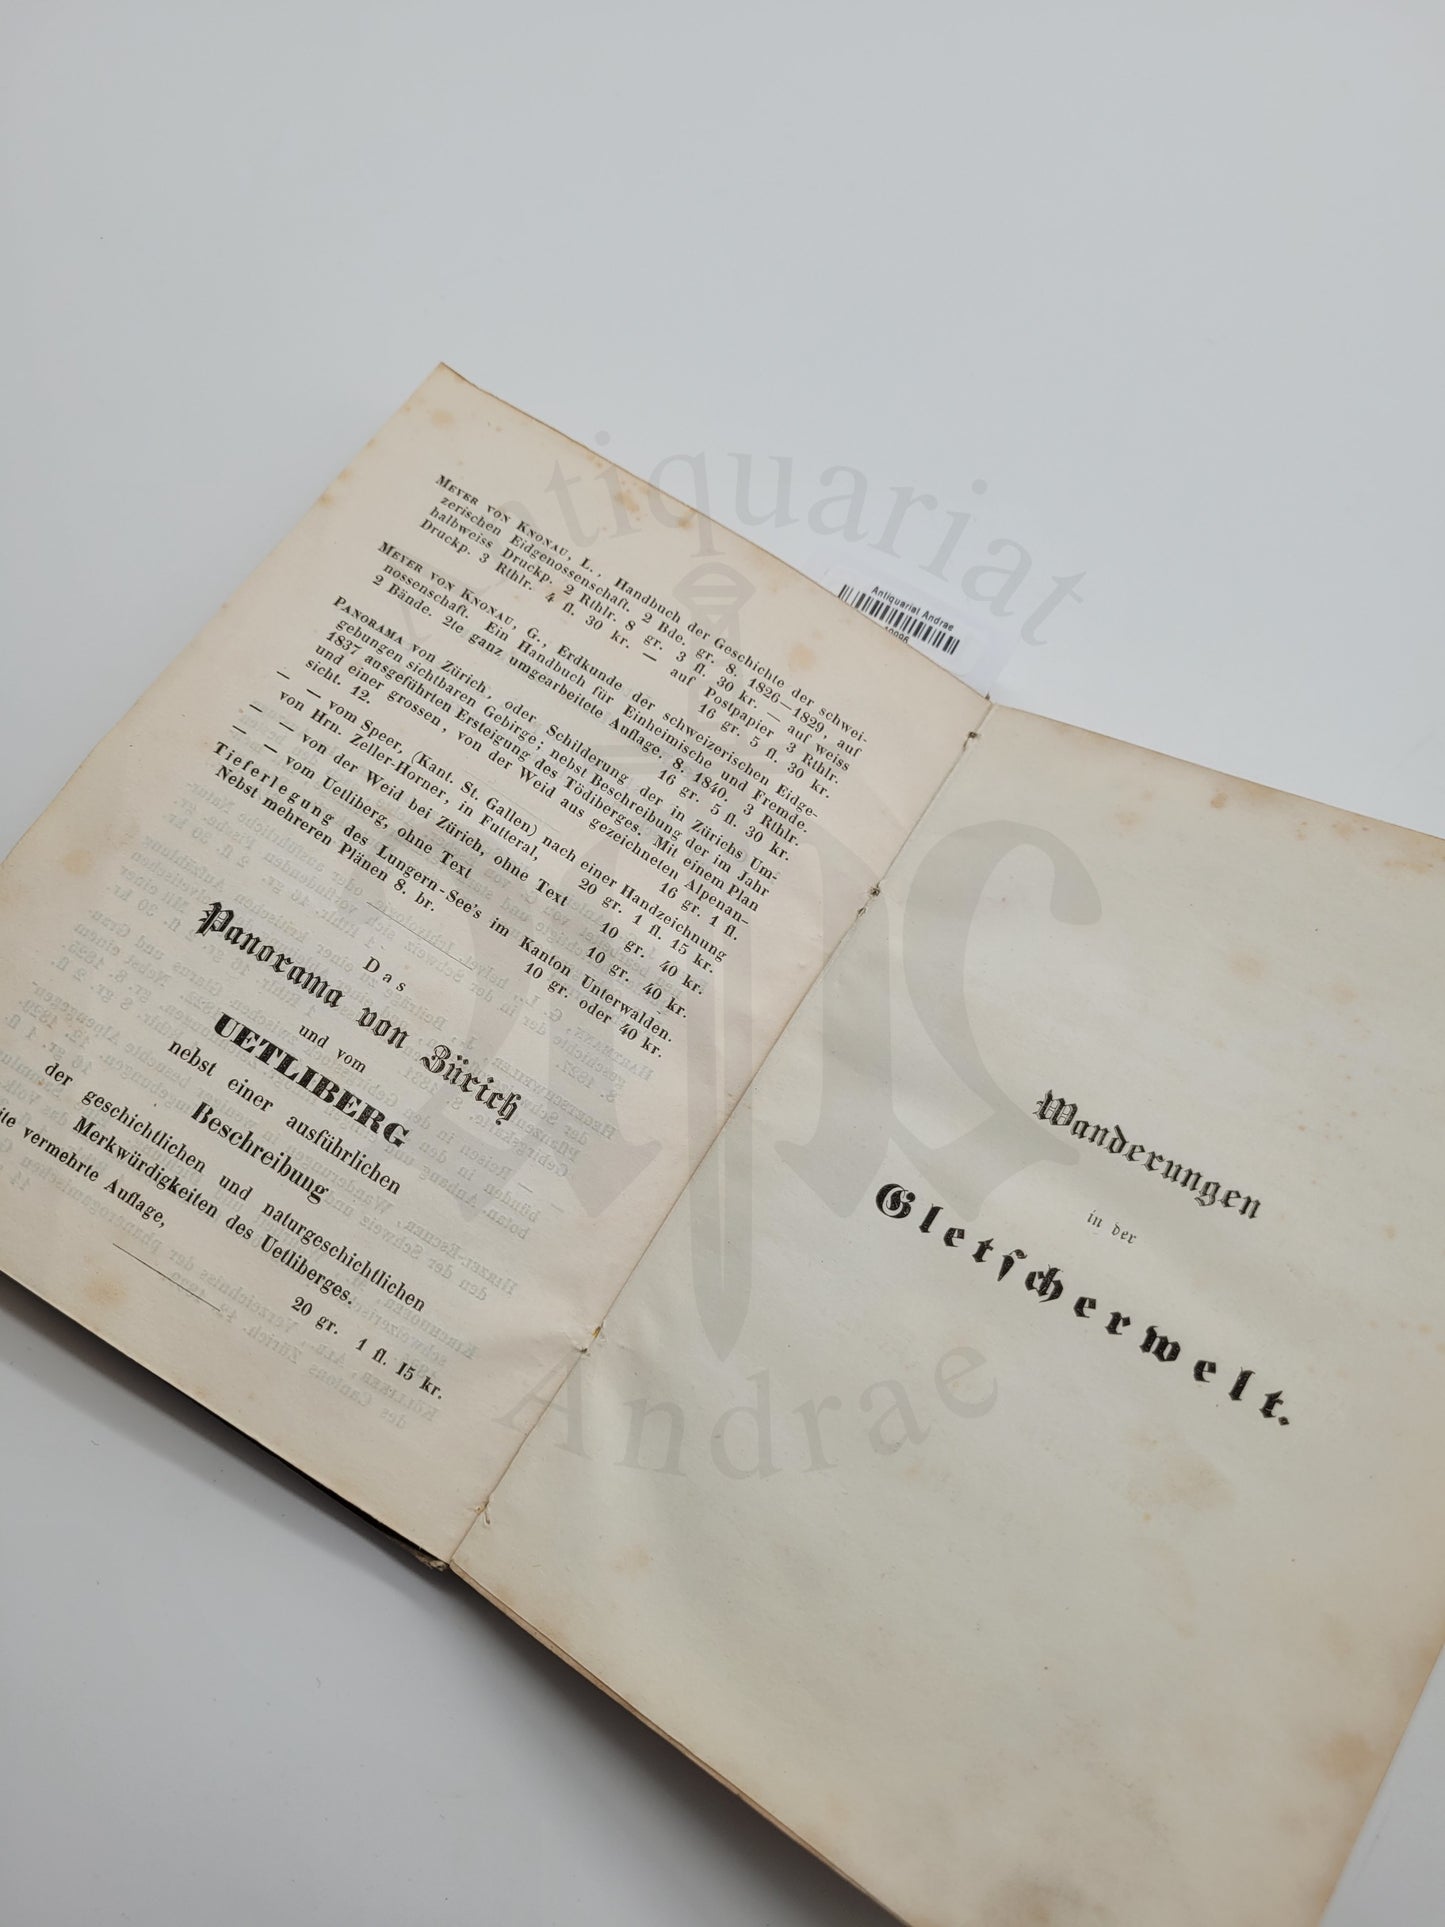 MEYER VON KNONAU, L., Handbuch der Geschichte der schwei-
zerischen Eidgenossenschaft. 2 Bde. gr. 8. 1826—1829, auf
halbweiss Druckp. 2 Rthlr. 8 gr. 3 fl. 30 kr. — auf weiss
Druckp. 3 Rthlr. 4 fl. 30 kr. — auf Postpapier 3 Rthlr.
16 gr. 5 fl. 30 kr.
MEYER VON KNONAU, G., Erdkunde der schweizerischen Eidge-
nossenschaft. Ein Handbuch für Einheimische und Fremde.
2 Bände. 2te ganz umgearbeitete Auflage. 8. 1840. 3 Rthlr.
16 gr. 5 fl. 30 kr.
PANORAMA von Zürich, oder Schilderung der in Zürichs Um-
gebungen sichtbaren Gebirge; nebst Beschreibung der im Jahr
1837 ausgeführten Ersteigung des Tödiberges. Mit einem Plan
und einer grossen, von der Weid aus gezeichneten Alpenan-
sicht. 12. 16 gr. 1 fl.
— — vom Speer, (Kant. St. Gallen) nach einer Handzeichnung
von Hrn. Zeller-Horner, in Futteral, 20 gr. 1 fl. 15 kr.
— — von der Weid bei Zürich, ohne Text 10 gr. 40 kr.
— — vom Uetliberg, ohne Text 10 gr. 40 kr.
Tieferlegung des Lungern-See's im Kanton Unterwalden.
Nebst mehreren Plänen 8. br. 10 gr. oder 40 kr.
Das
Panorama von Zürich
und vom
UETLIBERG
nebst einer ausführlichen
Beschreibung
der geschichtlichen und naturgeschichtlichen
Merkwürdigkeiten des Uetliberges.
vermehrte Auflage,
20 gr. 1 fl. 15 kr.
Antiquariat Andrae
Wanderungen
in der
Gletscherwelt.
Antiquariat
Andrae